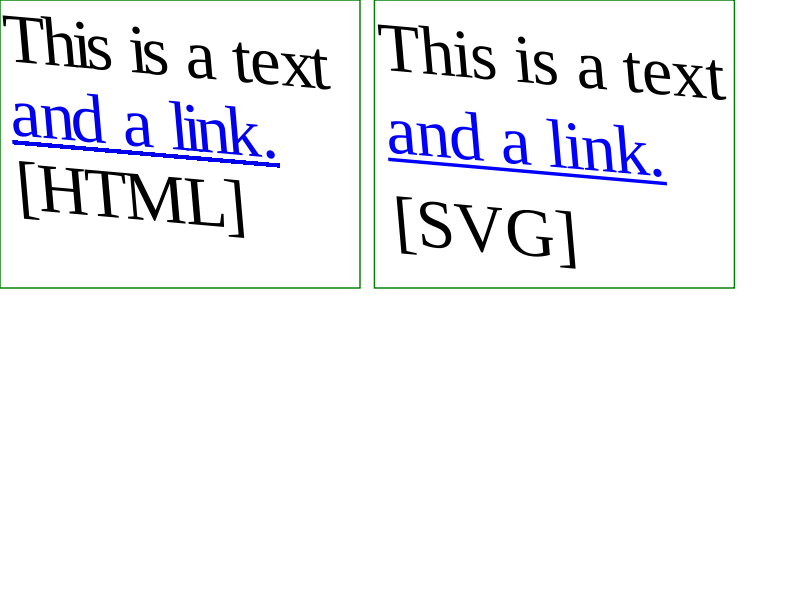 This is a text
and a link.
[HTML]
This is a text
and a link.
[SVG]